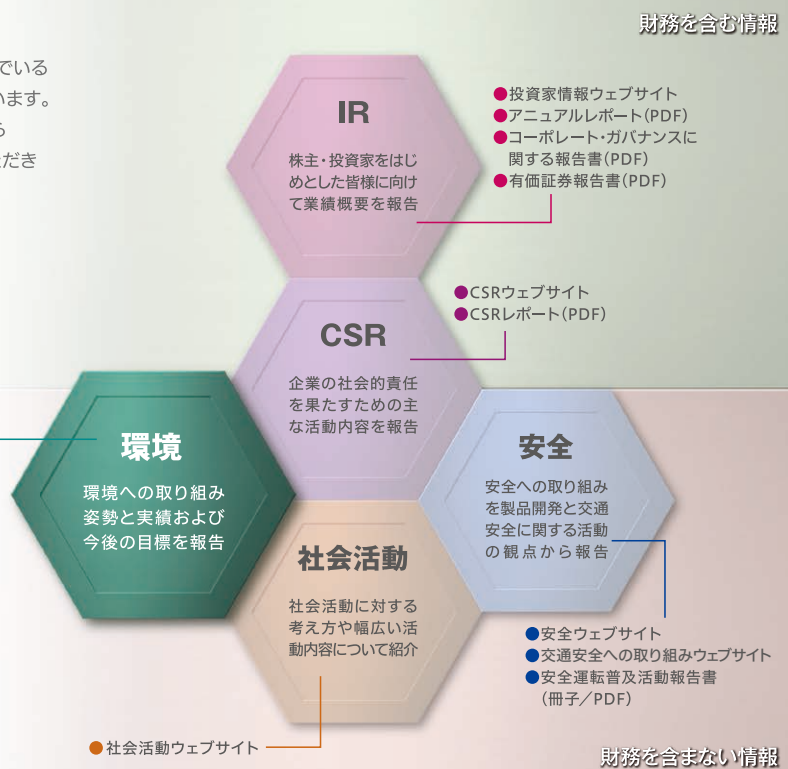 財務を含む情報
でいる
います。
ら
だき
IR
株主・投資家をはじ
めとした皆様に向け
て業績概要を報告
●投資家情報ウェブサイト
●アニュアルレポート(PDF)
●コーポレート・ガバナンスに
関する報告書(PDF)
●有価証券報告書(PDF)
CSR
企業の社会的責任
を果たすための主
な活動内容を報告
●CSRウェブサイト
●CSRレポート(PDF)
環境
環境への取り組み
姿勢と実績および
今後の目標を報告
安全
安全への取り組み
を製品開発と交通
安全に関する活動
の観点から報告
●安全ウェブサイト
●交通安全への取り組みウェブサイト
●安全運転普及活動報告書
(冊子/PDF)
社会活動
社会活動に対する
考え方や幅広い活
動内容について紹介
●社会活動ウェブサイト
財務を含まない情報